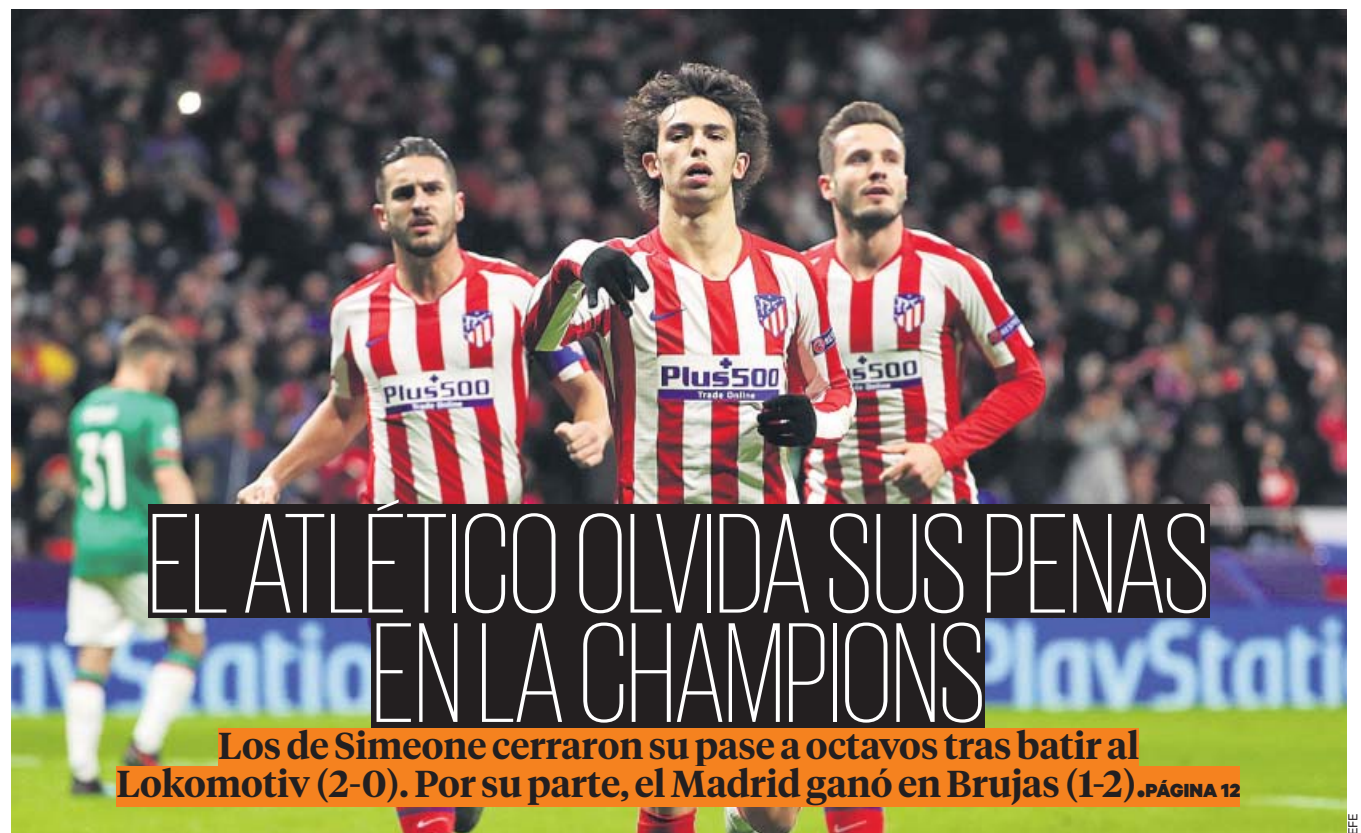 31
Plus500
Trade Online
Plus500
Trade Online
us500
EL ATLÉTICO OLVIDA SUS PENAS
EN LA CHAMPIONS
PlayStati
Los de Simeone cerraron su pase a octavos tras batir al
Lokomotiv (2-0). Por su parte, el Madrid ganó en Brujas (1-2).PÁGINA 12
EFE